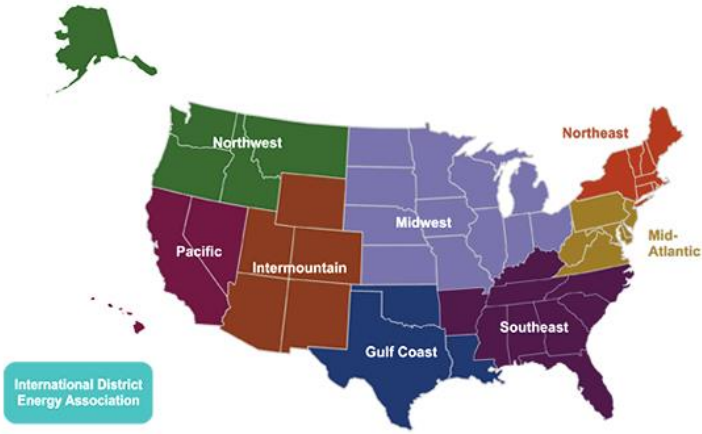 Northeast
Northwest
Midwest
Mid-
Atlantic
Pacific
Intermountain
Southeast
Gulf Coast
International District
Energy Association